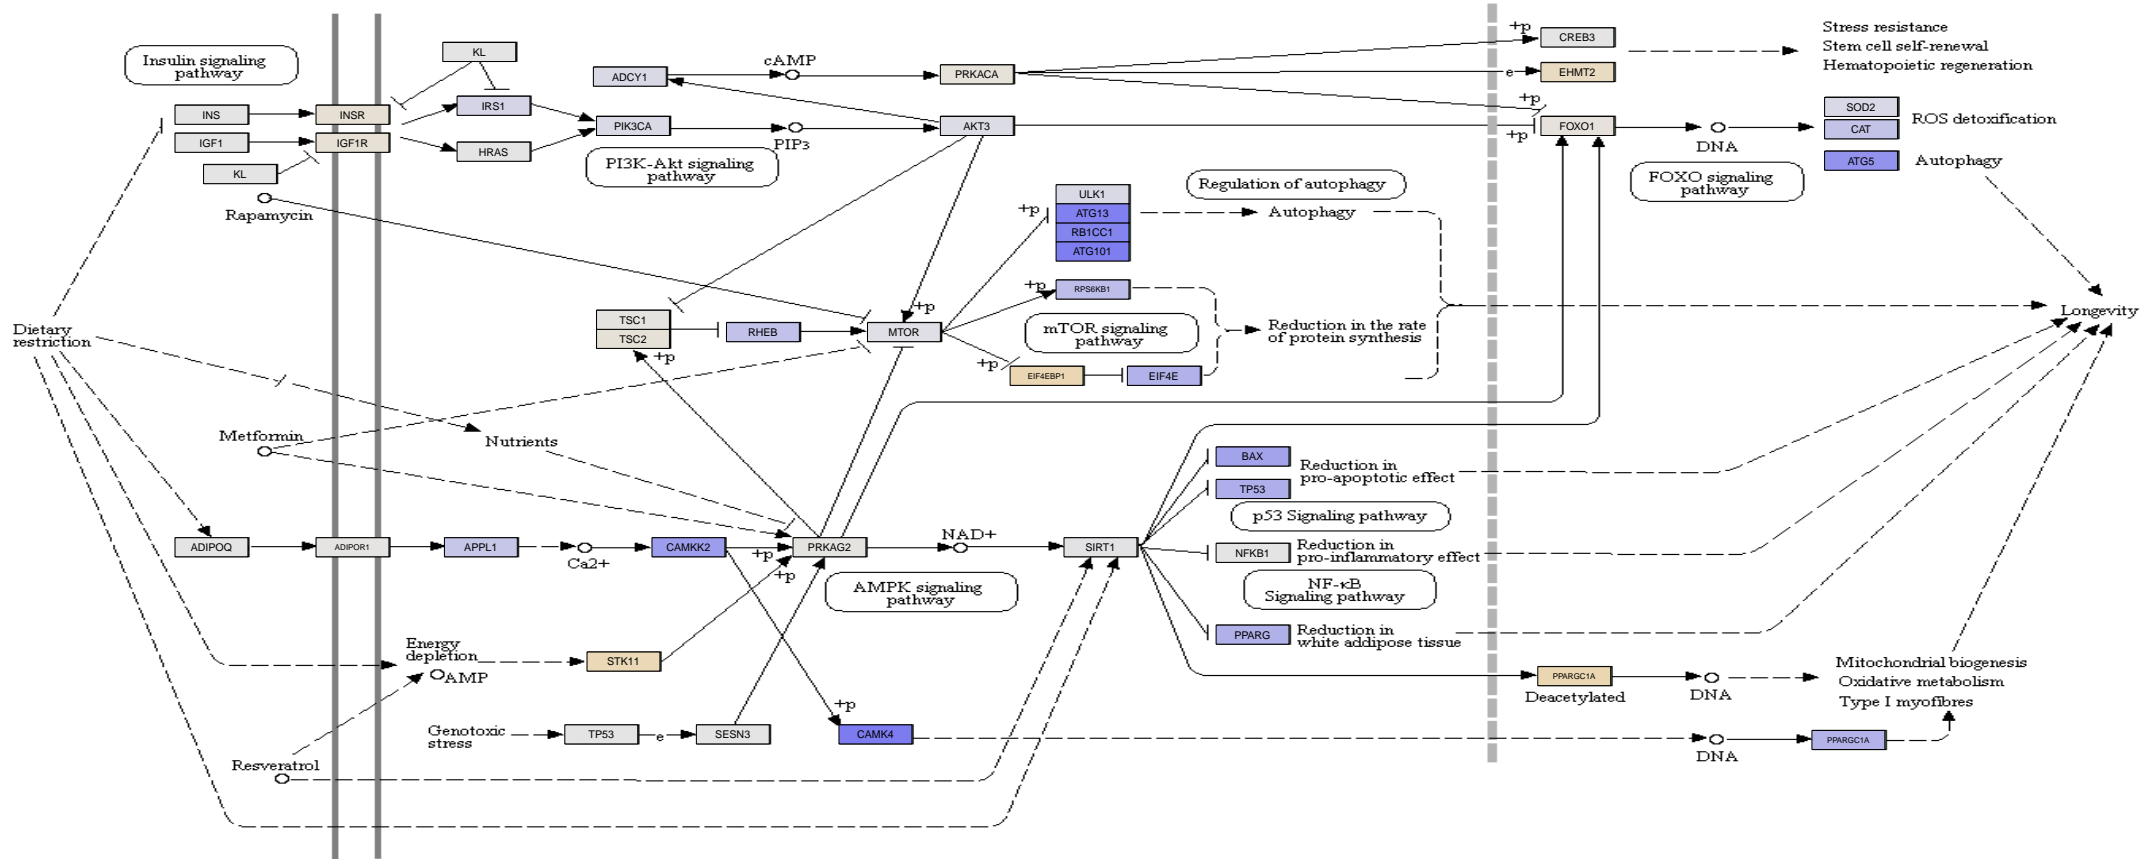 Insulin signaling
pathway
KL
INS
INSR
IRS1
IGF1
IGF1R
HRAS
KL
Rapamycin
ADCY1
cAMP
PRKACA
PIK3CA
PIP3
AKT3
PI3K-Akt signaling
pathway
+p
CREB3
e
EHMT2
+p
+p
FOXO1
DNA
FOXO signaling
pathway
Stress resistance
Stem cell self-renewal
Hematopoietic regeneration
SOD2
CAT
ROS detoxification
ATG5
Autophagy
ULK1
+p
ATG13
RB1CC1
ATG101
Regulation of autophagy
Autophagy
Dietary
restriction
TSC1
TSC2
+p
RHEB
+p
MTOR
+p
RPS6KB1
mTOR signaling
pathway
+p
EIF4EBP1
EIF4E
Reduction in the rate
of protein synthesis
Longevity
Metformin
Nutrients
BAX
Reduction in
pro-apoptotic effect
TP53
p53 Signaling pathway
ADIPOQ
ADIPOR1
APPL1
Ca2+
CAMKK2
+p
+p
PRKAG2
NAD+
SIRT1
AMPK signaling
pathway
NFKB1
Reduction in
pro-inflammatory effect
NF-κB
Signaling pathway
PPARG
Reduction in
white addipose tissue
Energy
depletion
AMP
STK11
PPARGC1A
Deacetylated
DNA
Mitochondrial biogenesis
Oxidative metabolism
Type I myofibres
Genotoxic
stress
TP53
e
SESN3
+p
CAMK4
DNA
PPARGC1A
Resveratrol